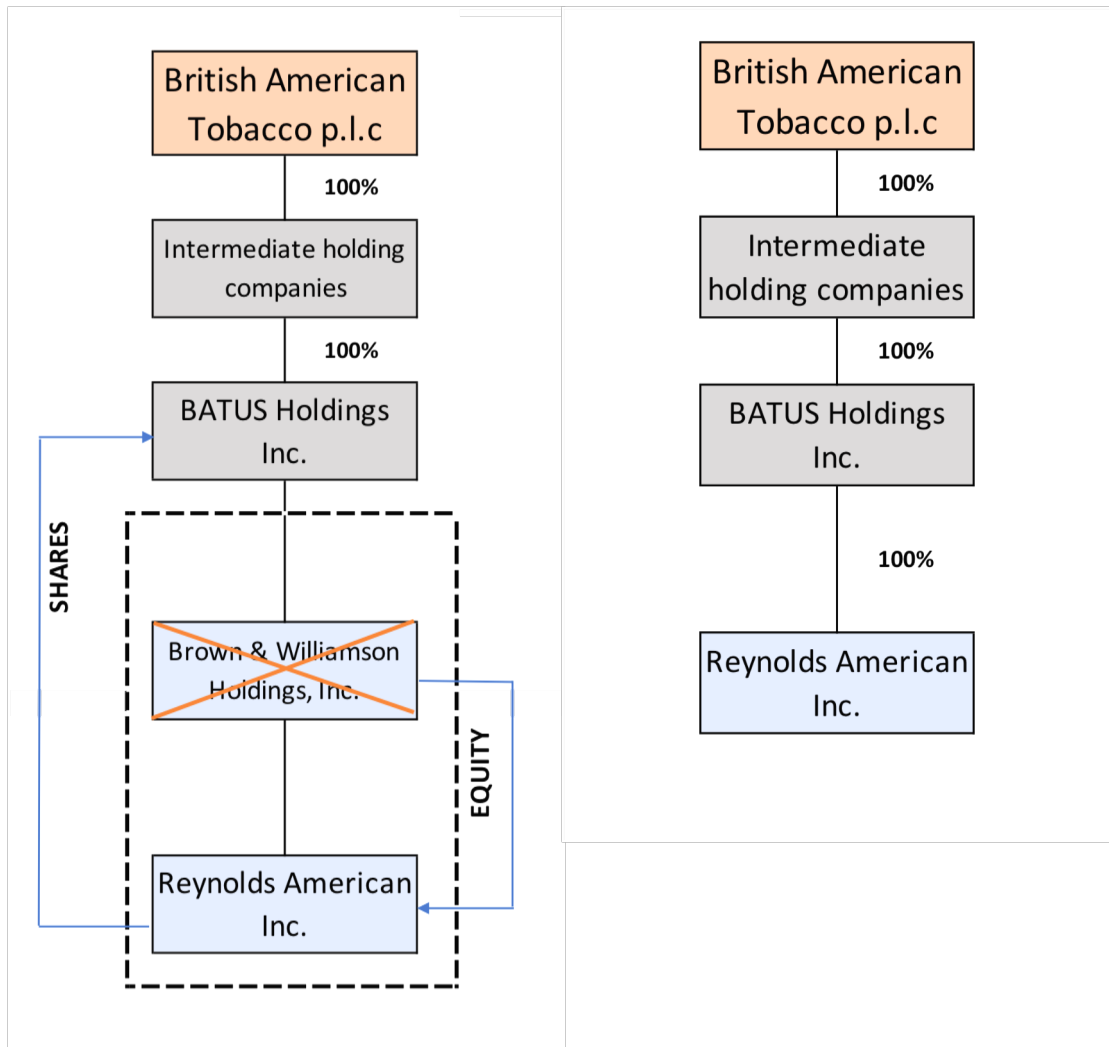 British American
Tobacco p.l.c
100%
Intermediate holding
companies
100%
BATUS Holdings
Inc.
SHARES
Brown & Williamson
Holdings, Inc.
EQUITY
Reynolds American
Inc.
British American
Tobacco p.l.c
100%
Intermediate
holding companies
100%
BATUS Holdings
Inc.
100%
Reynolds American
Inc.